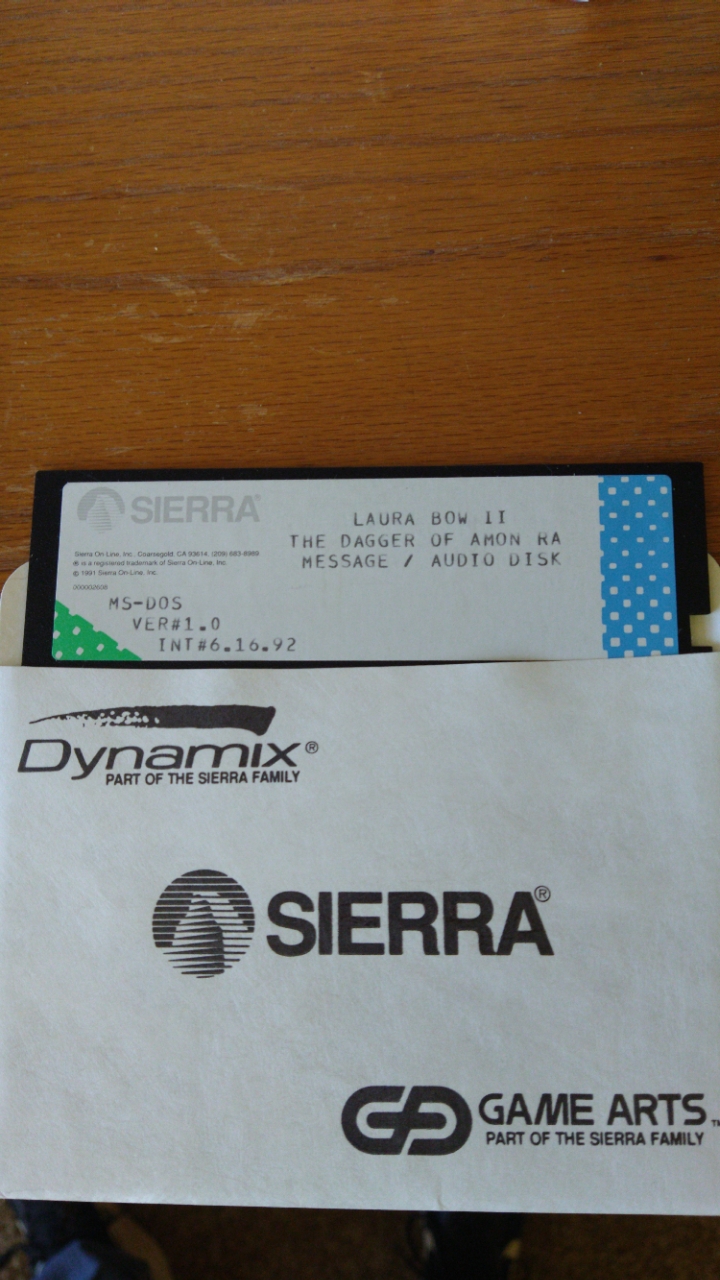 SIERRA®
LAURA BOW II
THE DAGGER OF AMON RA
MESSAGE / AUDIO DISK
Sierra On-Line, Inc., Coarsegold, CA 93614, (209) 683-8989
® is a registered trademark of Sierra On-Line, Inc.
© 1991 Sierra On-Line, Inc.
000002608
MS-DOS
VER#1.0
INT#6.16.92
Dynamix®
PART OF THE SIERRA FAMILY
SIERRA®
GAME ARTS™
PART OF THE SIERRA FAMILY